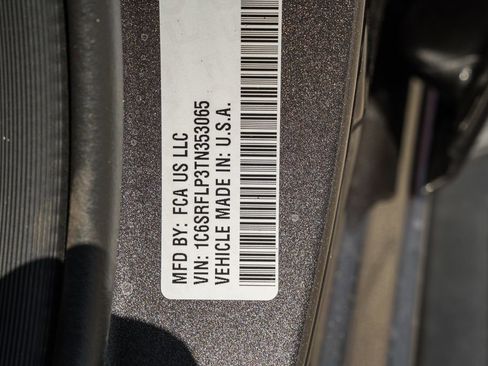 MFD BY: FCA US LLC
VIN: 1C6SRFLP3TN353065
VEHICLE MADE IN: U.S.A.